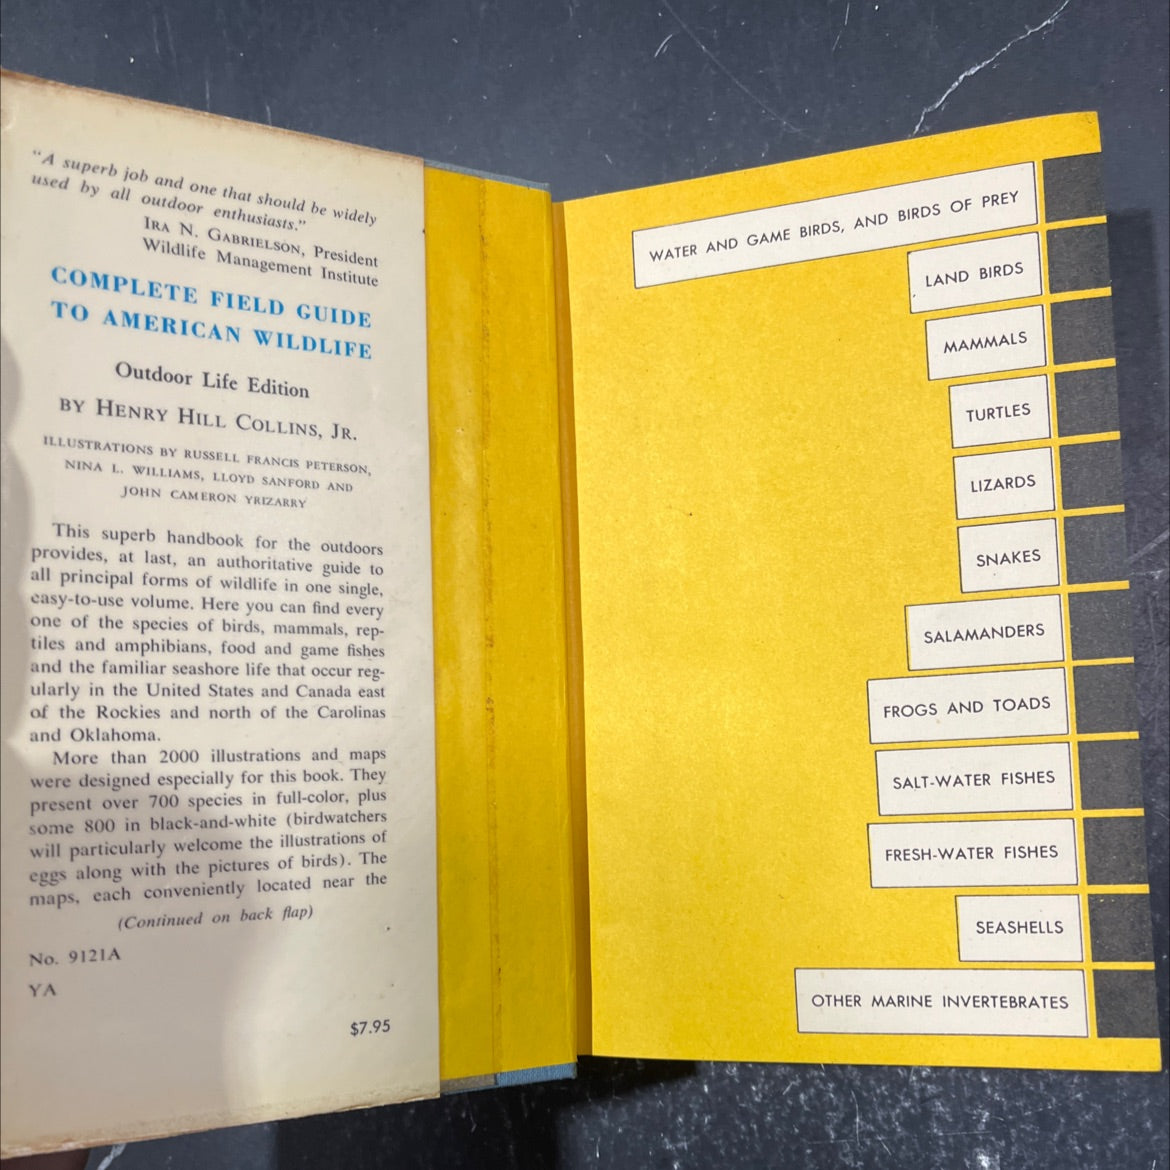 "A superb job and one that should be widely
used by all outdoor enthusiasts."
IRA N. GABRIELSON, President
Wildlife Management Institute
COMPLETE FIELD GUIDE
TO AMERICAN WILDLIFE
Outdoor Life Edition
BY HENRY HILL COLLINS, JR.
ILLUSTRATIONS BY RUSSELL FRANCIS PETERSON,
NINA L. WILLIAMS, LLOYD SANFORD AND
JOHN CAMERON YRIZARRY
This superb handbook for the outdoors
provides, at last, an authoritative guide to
all principal forms of wildlife in one single,
easy-to-use volume. Here you can find every
one of the species of birds, mammals, rep-
tiles and amphibians, food and game fishes
and the familiar seashore life that occur reg-
ularly in the United States and Canada east
of the Rockies and north of the Carolinas
and Oklahoma.
More than 2000 illustrations and maps
were designed especially for this book. They
present over 700 species in full-color, plus
some 800 in black-and-white (birdwatchers
will particularly welcome the illustrations of
eggs along with the pictures of birds). The
maps, each conveniently located near the
(Continued on back flap)
No. 9121A
YA
$7.95
WATER AND GAME BIRDS, AND BIRDS OF PREY
LAND BIRDS
MAMMALS
TURTLES
LIZARDS
SNAKES
SALAMANDERS
FROGS AND TOADS
SALT-WATER FISHES
FRESH-WATER FISHES
SEASHELLS
OTHER MARINE INVERTEBRATES